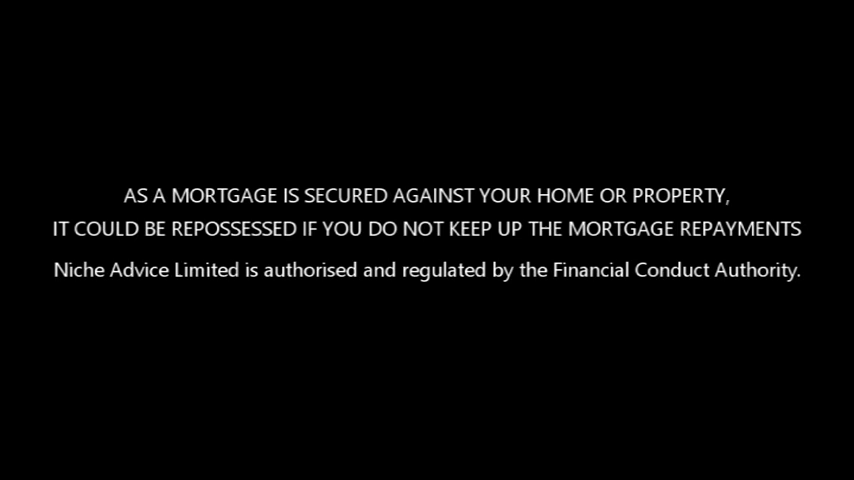 AS A MORTGAGE IS SECURED AGAINST YOUR HOME OR PROPERTY,
IT COULD BE REPOSSESSED IF YOU DO NOT KEEP UP THE MORTGAGE REPAYMENTS
Niche Advice Limited is authorised and regulated by the Financial Conduct Authority.